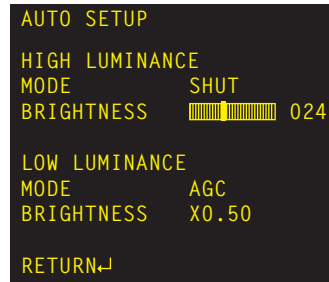 AUTO SETUP
HIGH LUMINANCE
MODE SHUT
BRIGHTNESS 024
LOW LUMINANCE
MODE AGC
BRIGHTNESS X0.50
RETURN↵